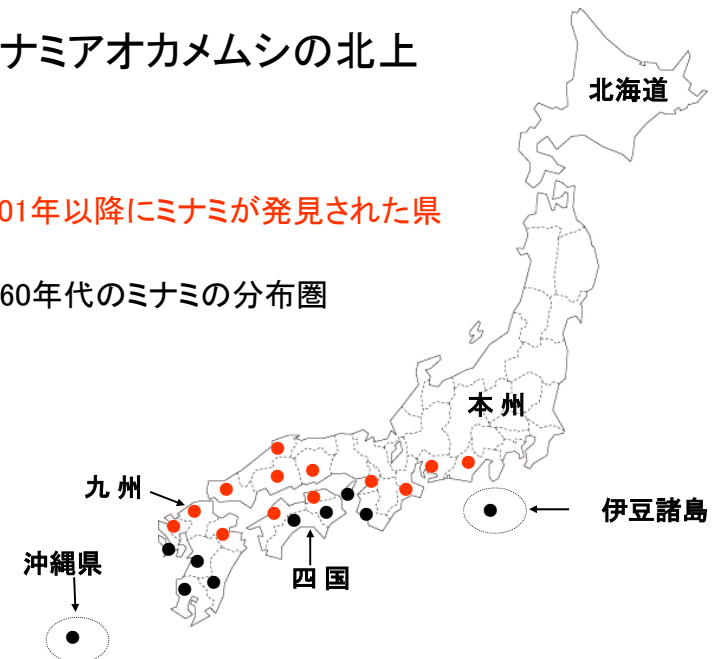 ナミアオカメムシの北上
北海道
01年以降にミナミが発見された県
60年代のミナミの分布圏
本 州
九 州
伊豆諸島
沖縄県
四 国